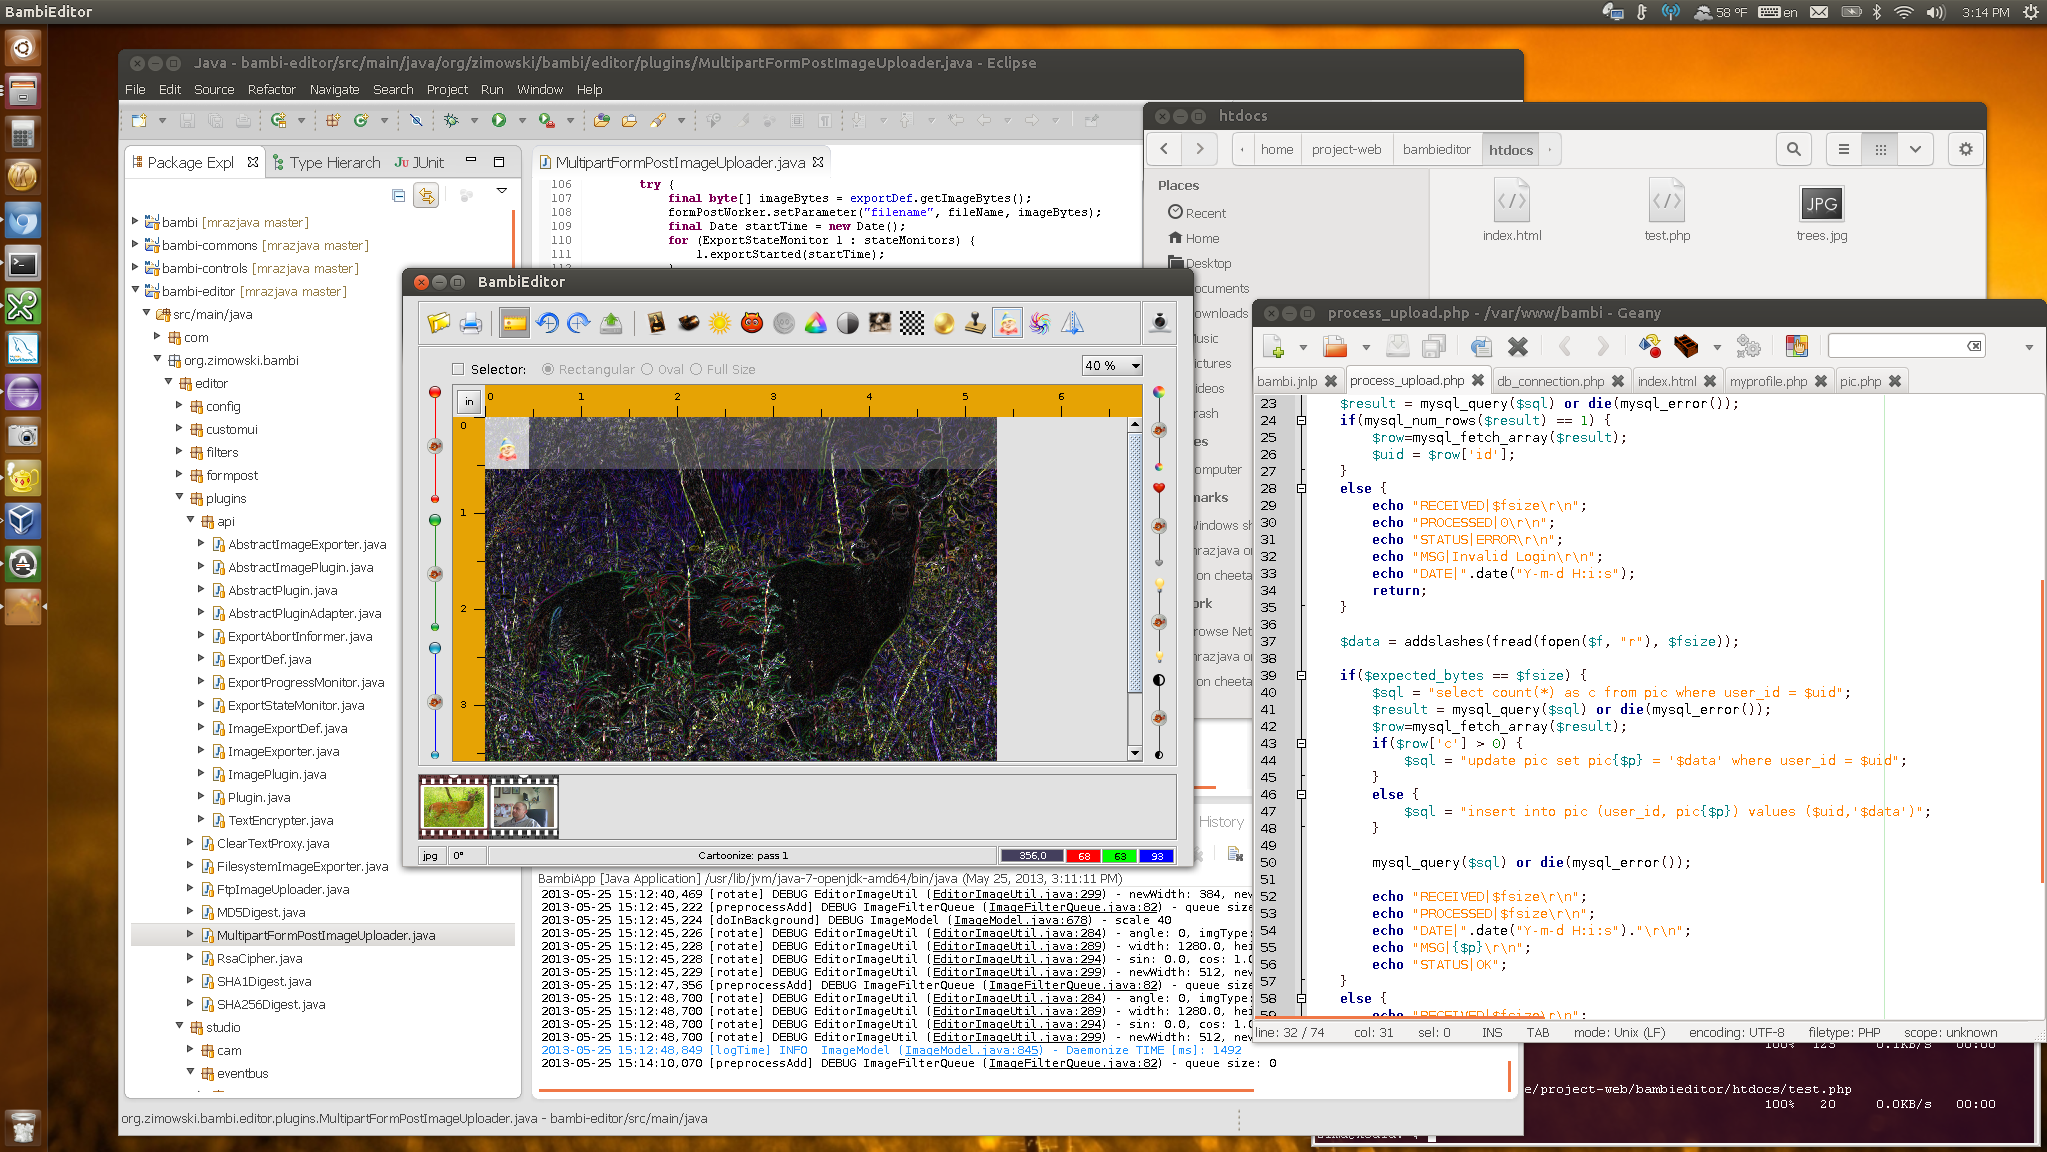 BambiEditor
58 °F
en
3:14 PM
Java - bambi-editor/src/main/java/org/zimowski/bambi/editor/plugins/MultipartFormPostImageUploader.java - Eclipse
File Edit Source Refactor Navigate Search Project Run Window Help
Package Expl
Type Hierarch
JUnit
bambi [mrazjava master]
bambi-commons [mrazjava master]
bambi-controls [mrazjava master]
bambi-editor [mrazjava master]
src/main/java
com
org.zimowski.bambi
editor
config
customui
filters
formpost
plugins
api
AbstractImageExporter.java
AbstractImagePlugin.java
AbstractPlugin.java
AbstractPluginAdapter.java
ExportAbortInformer.java
ExportDef.java
ExportProgressMonitor.java
ExportStateMonitor.java
ImageExportDef.java
ImageExporter.java
ImagePlugin.java
Plugin.java
TextEncrypter.java
ClearTextProxy.java
FilesystemImageExporter.java
FtpImageUploader.java
MD5Digest.java
MultipartFormPostImageUploader.java
RsaCipher.java
SHA1Digest.java
SHA256Digest.java
studio
cam
eventbus
org.zimowski.bambi.editor.plugins.MultipartFormPostImageUploader.java - bambi-editor/src/main/java
MultipartFormPostImageUploader.java
106 try {
107 final byte[] imageBytes = exportDef.getImageBytes();
108 formPostWorker.setParameter("filename", fileName, imageBytes);
109 final Date startTime = new Date();
110 for (ExportStateMonitor l : stateMonitors) {
111 l.exportStarted(startTime);
BambiEditor
Selector: Rectangular Oval Full Size
40 %
in
0 1 2 3 4 5 6
0
1
2
3
jpg 0° Cartoonize: pass 1 356,0 68 63 93
History
BambiApp [Java Application] /usr/lib/jvm/java-7-openjdk-amd64/bin/java (May 25, 2013, 3:11:11 PM)
2013-05-25 15:12:40,469 [rotate] DEBUG EditorImageUtil (EditorImageUtil.java:299) - newWidth: 384, new
2013-05-25 15:12:45,222 [preprocessAdd] DEBUG ImageFilterQueue (ImageFilterQueue.java:82) - queue size
2013-05-25 15:12:45,224 [doInBackground] DEBUG ImageModel (ImageModel.java:678) - scale 40
2013-05-25 15:12:45,226 [rotate] DEBUG EditorImageUtil (EditorImageUtil.java:284) - angle: 0, imgType:
2013-05-25 15:12:45,228 [rotate] DEBUG EditorImageUtil (EditorImageUtil.java:289) - width: 1280.0, hei
2013-05-25 15:12:45,228 [rotate] DEBUG EditorImageUtil (EditorImageUtil.java:294) - sin: 0.0, cos: 1.0
2013-05-25 15:12:45,229 [rotate] DEBUG EditorImageUtil (EditorImageUtil.java:299) - newWidth: 512, new
2013-05-25 15:12:47,356 [preprocessAdd] DEBUG ImageFilterQueue (ImageFilterQueue.java:82) - queue size
2013-05-25 15:12:48,700 [rotate] DEBUG EditorImageUtil (EditorImageUtil.java:284) - angle: 0, imgType:
2013-05-25 15:12:48,700 [rotate] DEBUG EditorImageUtil (EditorImageUtil.java:289) - width: 1280.0, hei
2013-05-25 15:12:48,700 [rotate] DEBUG EditorImageUtil (EditorImageUtil.java:294) - sin: 0.0, cos: 1.0
2013-05-25 15:12:48,700 [rotate] DEBUG EditorImageUtil (EditorImageUtil.java:299) - newWidth: 512, new
2013-05-25 15:12:48,849 [logTime] INFO ImageModel (ImageModel.java:845) - Daemonize TIME [ms]: 1492
2013-05-25 15:14:10,070 [preprocessAdd] DEBUG ImageFilterQueue (ImageFilterQueue.java:82) - queue size: 0
htdocs
home project-web bambieditor htdocs
Places
Recent
Home
Desktop
ocuments
ownloads
usic
ictures
ideos
rash
es
omputer
marks
indows sh
mrazjava or
on cheeta
ork
rowse Net
mrazjava or
on cheeta
index.html
test.php
JPG
trees.jpg
process_upload.php - /var/www/bambi - Geany
bambi.jnlp process_upload.php db_connection.php index.html myprofile.php pic.php
23 $result = mysql_query($sql) or die(mysql_error());
24 if(mysql_num_rows($result) == 1) {
25 $row=mysql_fetch_array($result);
26 $uid = $row['id'];
27 }
28 else {
29 echo "RECEIVED|$fsize\r\n";
30 echo "PROCESSED|0\r\n";
31 echo "STATUS|ERROR\r\n";
32 echo "MSG|Invalid Login\r\n";
33 echo "DATE|".date("Y-m-d H:i:s");
34 return;
35 }
36
37 $data = addslashes(fread(fopen($f, "r"), $fsize));
38
39 if($expected_bytes == $fsize) {
40 $sql = "select count(*) as c from pic where user_id = $uid";
41 $result = mysql_query($sql) or die(mysql_error());
42 $row=mysql_fetch_array($result);
43 if($row['c'] > 0) {
44 $sql = "update pic set pic{$p} = '$data' where user_id = $uid";
45 }
46 else {
47 $sql = "insert into pic (user_id, pic{$p}) values ($uid,'$data')";
48 }
49
50 mysql_query($sql) or die(mysql_error());
51
52 echo "RECEIVED|$fsize\r\n";
53 echo "PROCESSED|$fsize\r\n";
54 echo "DATE|".date("Y-m-d H:i:s")."\r\n";
55 echo "MSG|{$p}\r\n";
56 echo "STATUS|OK";
57 }
58 else {
59 echo "RECEIVED|$fsize\r\n";
line: 32 / 74 col: 31 sel: 0 INS TAB mode: Unix (LF) encoding: UTF-8 filetype: PHP scope: unknown
100% 125 0.1KB/s 00:00
e/project-web/bambieditor/htdocs/test.php
100% 20 0.0KB/s 00:00